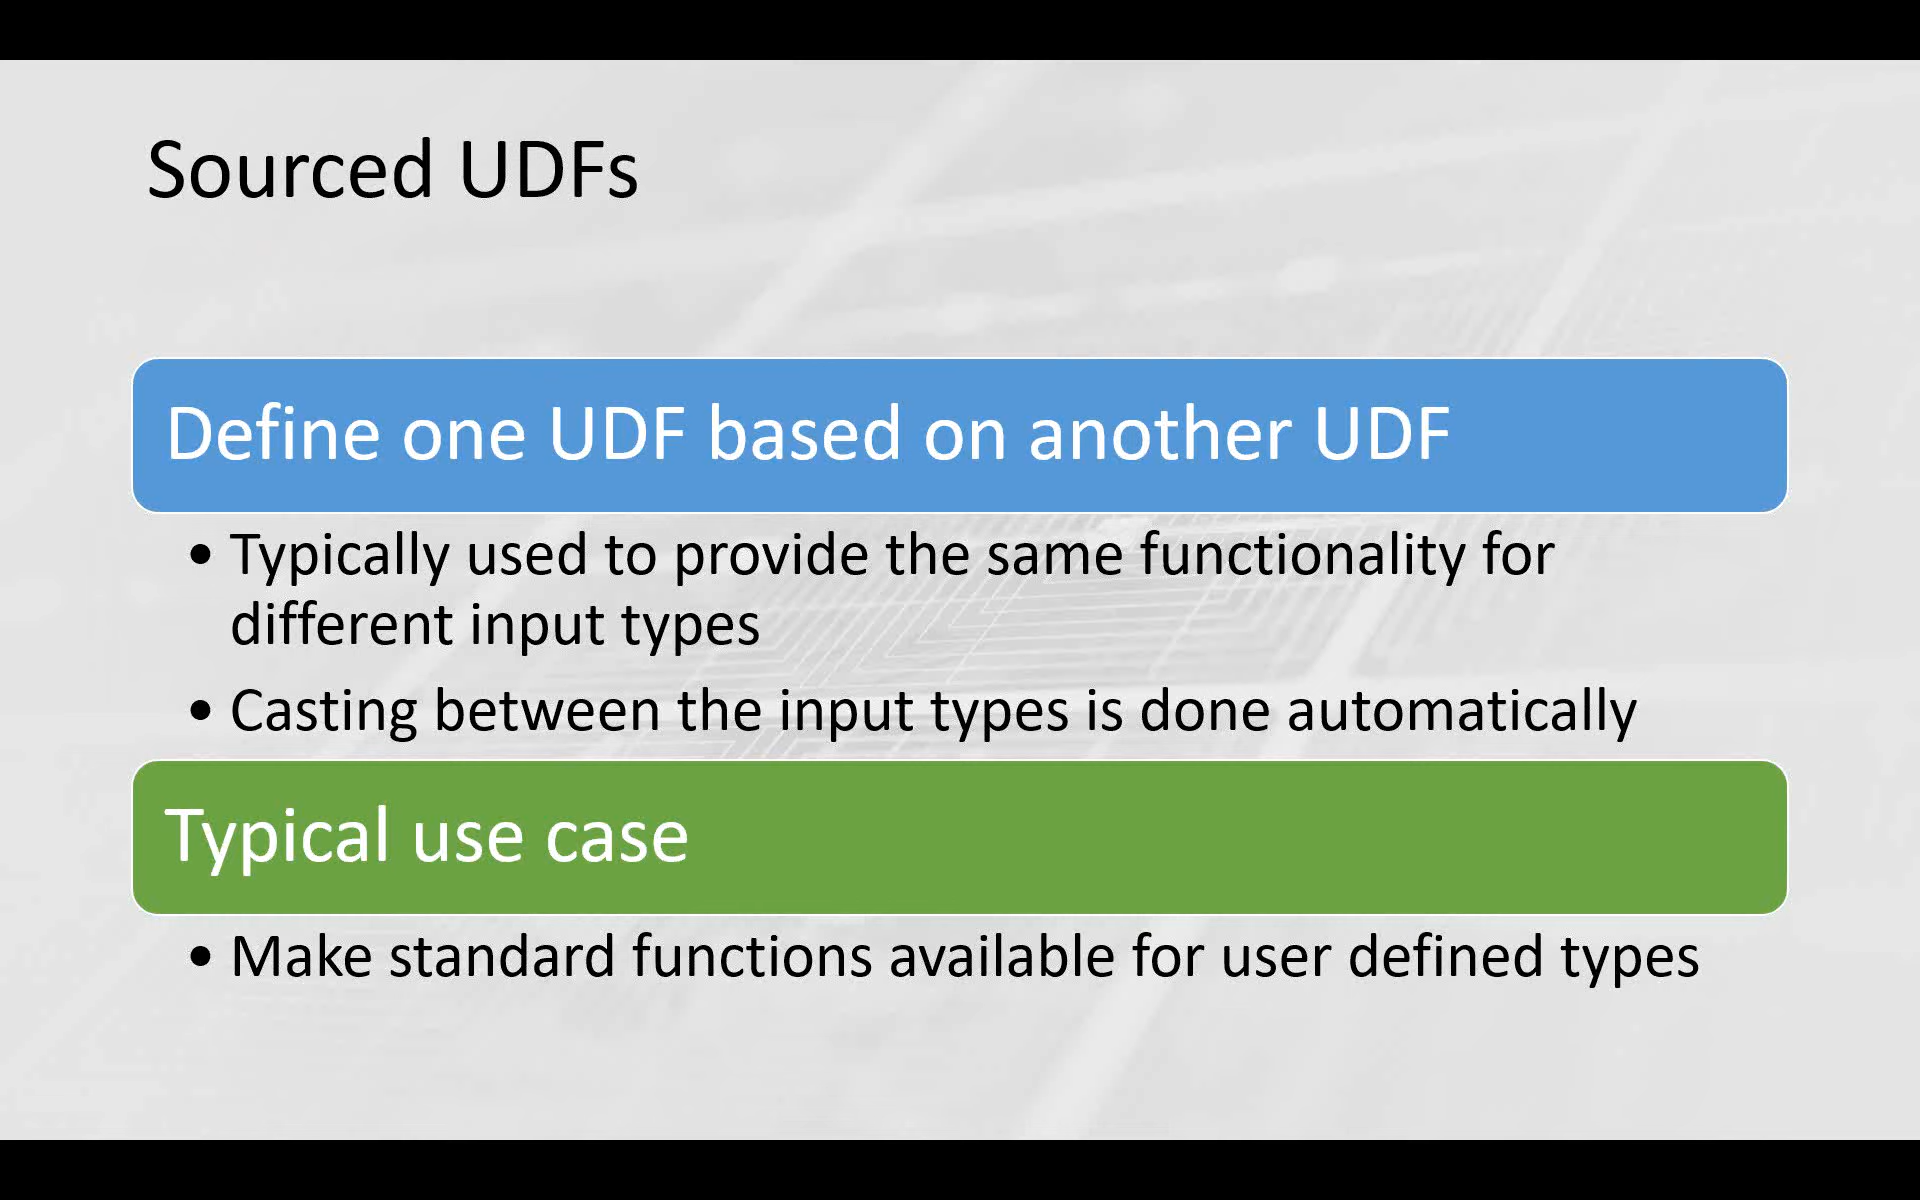 Sourced UDFs
Define one UDF based on another UDF
• Typically used to provide the same functionality for
different input types
• Casting between the input types is done automatically
Typical use case
• Make standard functions available for user defined types